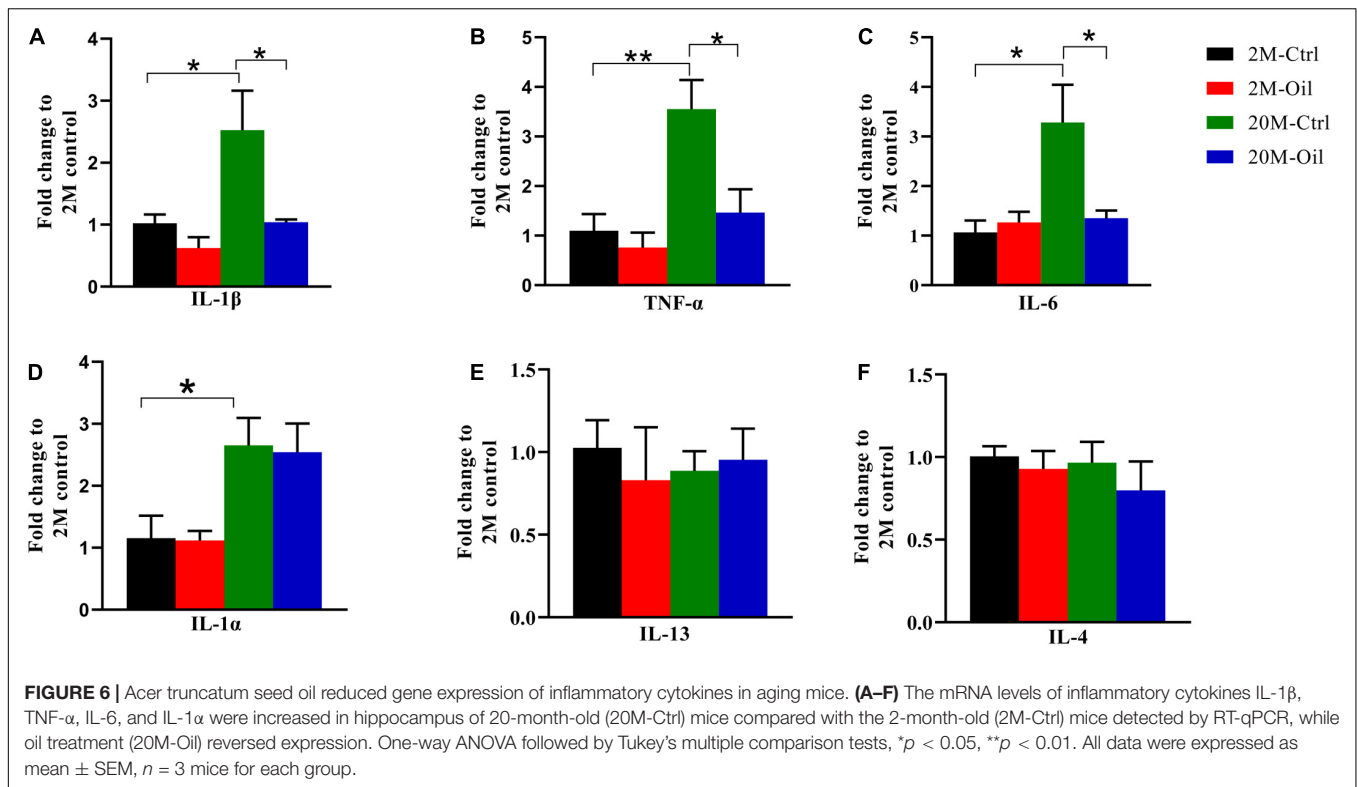 A
4
3
2
1
0
Fold change to
2M control
*
*
IL-1β
B
5
4
3
2
1
0
Fold change to
2M control
**
*
TNF-α
C
5
4
3
2
1
0
Fold change to
2M control
*
*
IL-6
2M-Ctrl
2M-Oil
20M-Ctrl
20M-Oil
D
4
3
2
1
0
Fold change to
2M control
*
IL-1α
E
1.5
1.0
0.5
0.0
Fold change to
2M control
IL-13
F
1.5
1.0
0.5
0.0
Fold change to
2M control
IL-4
FIGURE 6 | Acer truncatum seed oil reduced gene expression of inflammatory cytokines in aging mice. (A–F) The mRNA levels of inflammatory cytokines IL-1β,
TNF-α, IL-6, and IL-1α were increased in hippocampus of 20-month-old (20M-Ctrl) mice compared with the 2-month-old (2M-Ctrl) mice detected by RT-qPCR, while
oil treatment (20M-Oil) reversed expression. One-way ANOVA followed by Tukey's multiple comparison tests, *p < 0.05, **p < 0.01. All data were expressed as
mean ± SEM, n = 3 mice for each group.